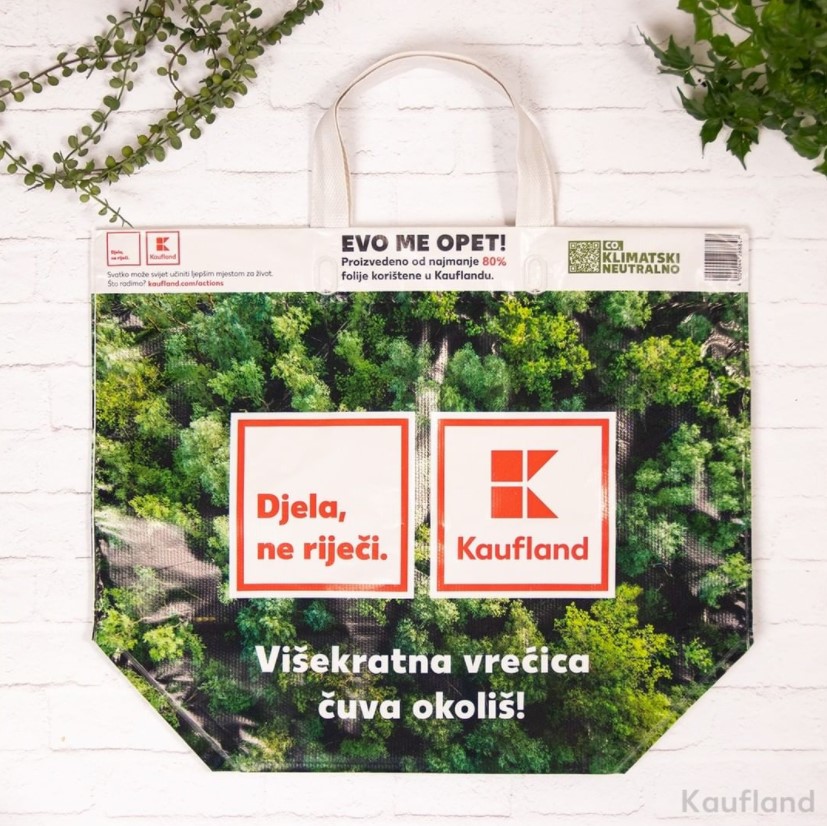 Djela,
ne riječi.
Kaufland
Svatko može svijet učiniti ljepšim mjestom za život.
Što radimo? kaufland.com/actions
EVO ME OPET!
Proizvedeno od najmanje 80%
folije korištene u Kauflandu.
CO₂
KLIMATSKI
NEUTRALNO
Djela,
ne riječi.
Kaufland
Višekratna vrećica
čuva okoliš!
Kaufland